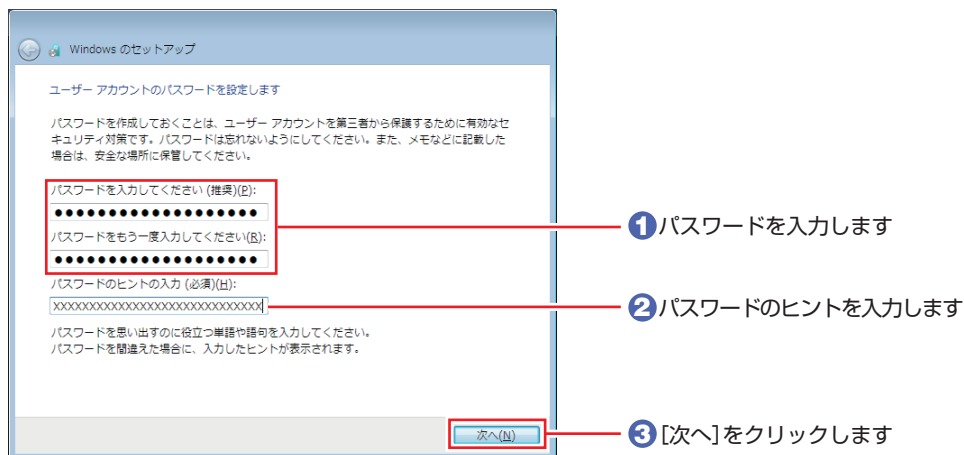 Windows のセットアップ
ユーザー アカウントのパスワードを設定します
パスワードを作成しておくことは、ユーザー アカウントを第三者から保護するために有効なセ
キュリティ対策です。パスワードは忘れないようにしてください。また、メモなどに記載した
場合は、安全な場所に保管してください。
パスワードを入力してください (推奨)(P):
●●●●●●●●●●●●●●●●●●●
パスワードをもう一度入力してください(R):
●●●●●●●●●●●●●●●●●●●
❶パスワードを入力します
パスワードのヒントの入力 (必須)(H):
XXXXXXXXXXXXXXXXXXXXXXXXXXXXX
❷パスワードのヒントを入力します
パスワードを思い出すのに役立つ単語や語句を入力してください。
パスワードを間違えた場合に、入力したヒントが表示されます。
次へ(N)
❸[次へ]をクリックします